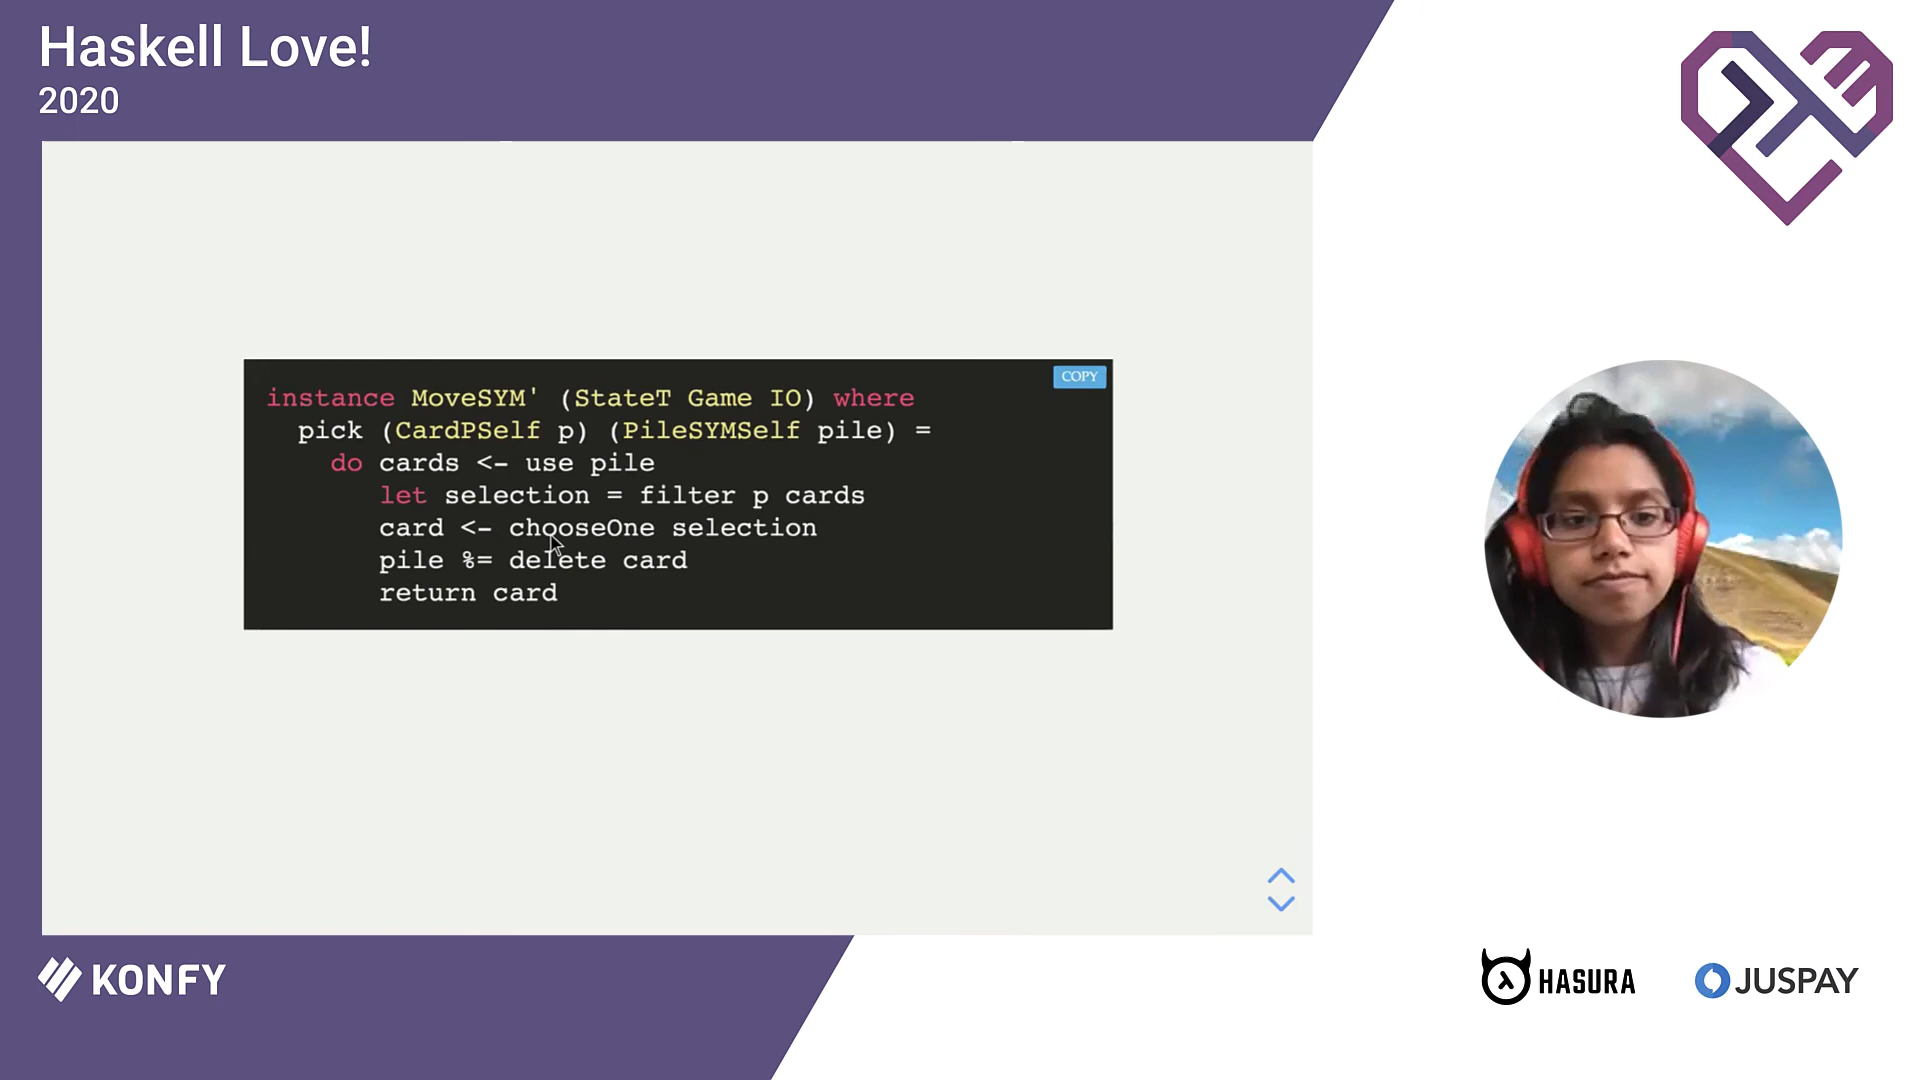 Haskell Love!
2020
COPY
instance MoveSYM' (StateT Game IO) where
  pick (CardPSelf p) (PileSYMSelf pile) =
    do cards <- use pile
       let selection = filter p cards
       card <- chooseOne selection
       pile %= delete card
       return card
KONFY
HASURA
JUSPAY